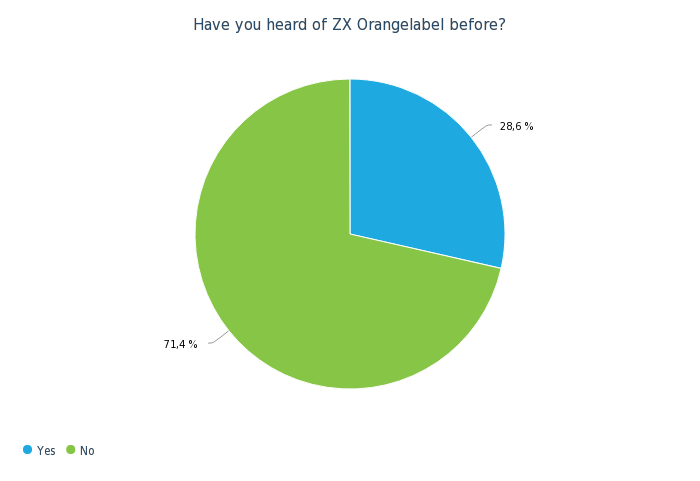 Have you heard of ZX Orangelabel before?
28,6 %
71,4 %
Yes
No